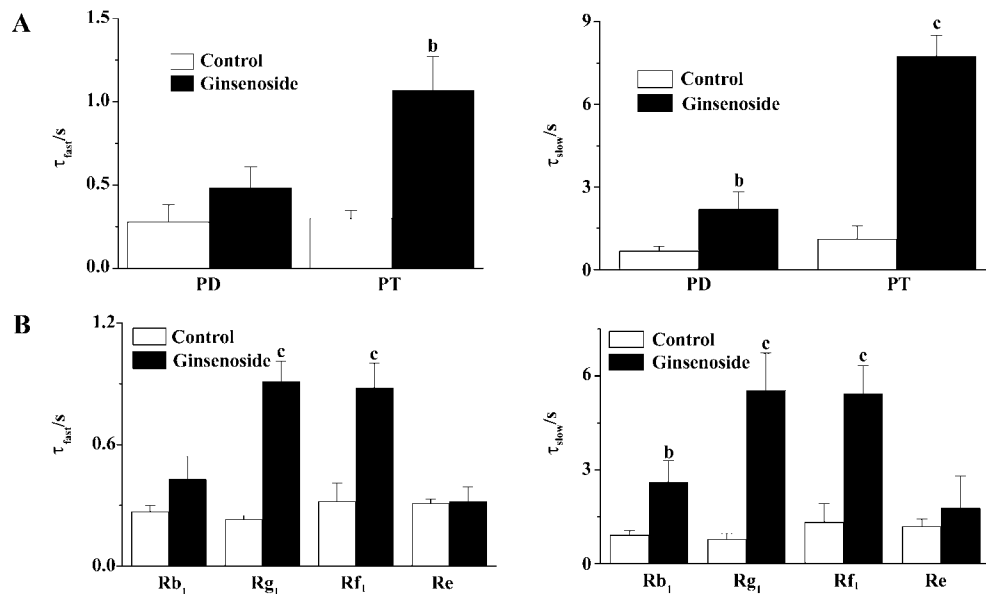 A
1.5
1.0
0.5
0.0
τfast/s
Control
Ginsenoside
b
PD
PT
9
6
3
0
τslow/s
Control
Ginsenoside
b
c
PD
PT
B
1.2
0.6
0.0
τfast/s
Control
Ginsenoside
c
c
Rb1
Rg1
Rf1
Re
6
3
0
τslow/s
Control
Ginsenoside
b
c
c
Rb1
Rg1
Rf1
Re